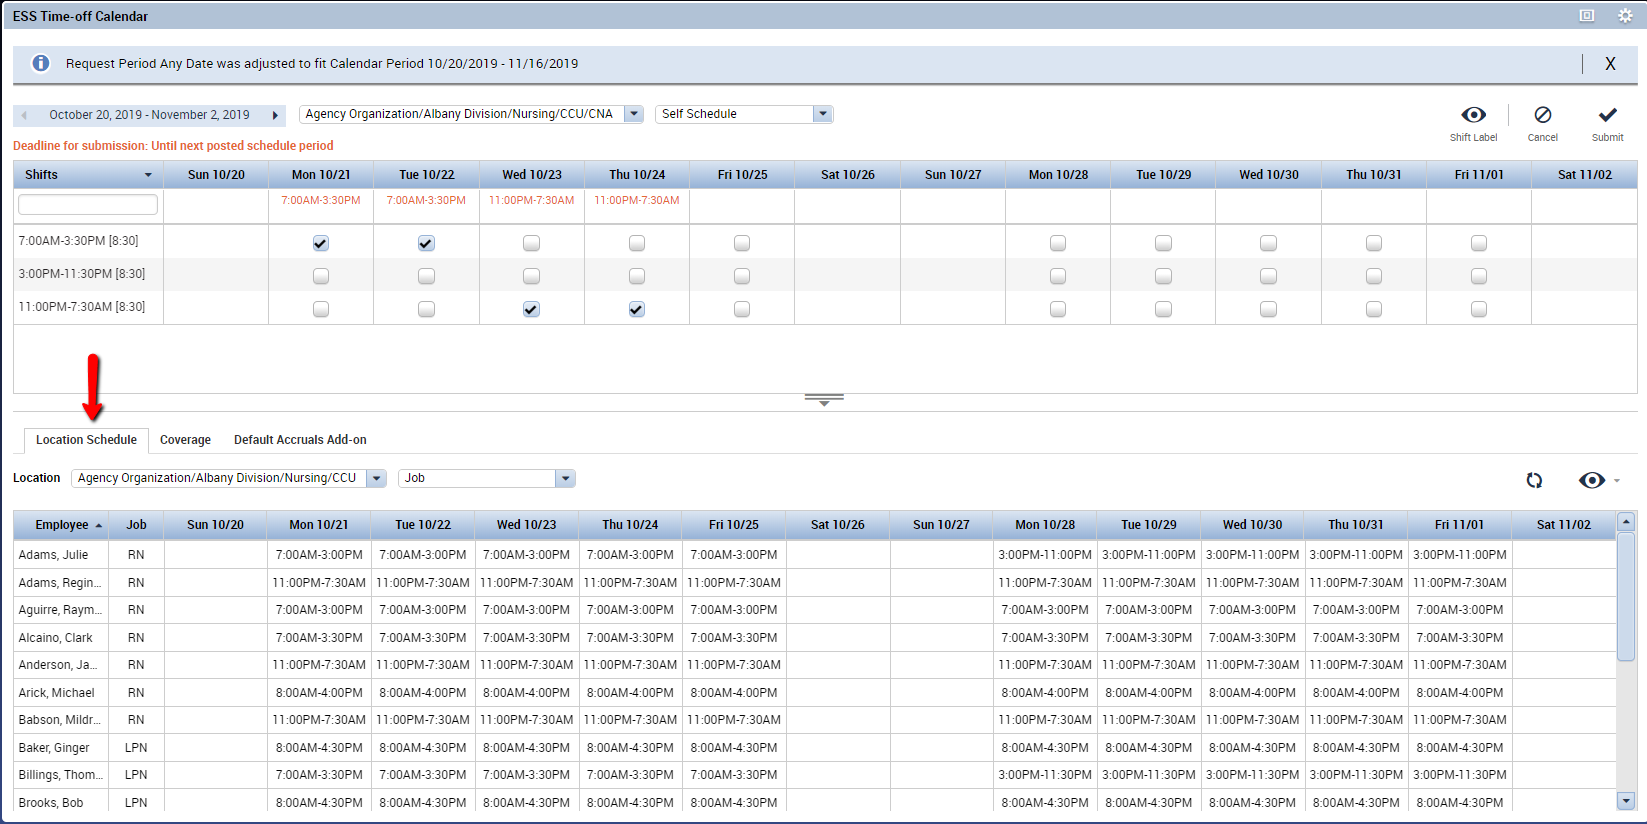 ESS Time-off Calendar
Request Period Any Date was adjusted to fit Calendar Period 10/20/2019 - 11/16/2019 X
October 20, 2019 - November 2, 2019 Agency Organization/Albany Division/Nursing/CCU/CNA Self Schedule
Shift Label Cancel Submit
Deadline for submission: Until next posted schedule period
Shifts Sun 10/20 Mon 10/21 Tue 10/22 Wed 10/23 Thu 10/24 Fri 10/25 Sat 10/26 Sun 10/27 Mon 10/28 Tue 10/29 Wed 10/30 Thu 10/31 Fri 11/01 Sat 11/02
7:00AM-3:30PM 7:00AM-3:30PM 11:00PM-7:30AM 11:00PM-7:30AM
7:00AM-3:30PM [8:30]
3:00PM-11:30PM [8:30]
11:00PM-7:30AM [8:30]
Location Schedule Coverage Default Accruals Add-on
Location Agency Organization/Albany Division/Nursing/CCU Job
Employee Job Sun 10/20 Mon 10/21 Tue 10/22 Wed 10/23 Thu 10/24 Fri 10/25 Sat 10/26 Sun 10/27 Mon 10/28 Tue 10/29 Wed 10/30 Thu 10/31 Fri 11/01 Sat 11/02
Adams, Julie RN 7:00AM-3:00PM 7:00AM-3:00PM 7:00AM-3:00PM 7:00AM-3:00PM 7:00AM-3:00PM 3:00PM-11:00PM 3:00PM-11:00PM 3:00PM-11:00PM 3:00PM-11:00PM 3:00PM-11:00PM
Adams, Regin... RN 11:00PM-7:30AM 11:00PM-7:30AM 11:00PM-7:30AM 11:00PM-7:30AM 11:00PM-7:30AM 11:00PM-7:30AM 11:00PM-7:30AM 11:00PM-7:30AM 11:00PM-7:30AM 11:00PM-7:30AM
Aguirre, Raym... RN 7:00AM-3:00PM 7:00AM-3:00PM 7:00AM-3:00PM 7:00AM-3:00PM 7:00AM-3:00PM 7:00AM-3:00PM 7:00AM-3:00PM 7:00AM-3:00PM 7:00AM-3:00PM 7:00AM-3:00PM
Alcaino, Clark RN 7:00AM-3:30PM 7:00AM-3:30PM 7:00AM-3:30PM 7:00AM-3:30PM 7:00AM-3:30PM 7:00AM-3:30PM 7:00AM-3:30PM 7:00AM-3:30PM 7:00AM-3:30PM 7:00AM-3:30PM
Anderson, Ja... RN 11:00PM-7:30AM 11:00PM-7:30AM 11:00PM-7:30AM 11:00PM-7:30AM 11:00PM-7:30AM 11:00PM-7:30AM 11:00PM-7:30AM 11:00PM-7:30AM 11:00PM-7:30AM 11:00PM-7:30AM
Arick, Michael RN 8:00AM-4:00PM 8:00AM-4:00PM 8:00AM-4:00PM 8:00AM-4:00PM 8:00AM-4:00PM 8:00AM-4:00PM 8:00AM-4:00PM 8:00AM-4:00PM 8:00AM-4:00PM 8:00AM-4:00PM
Babson, Mildr... RN 11:00PM-7:30AM 11:00PM-7:30AM 11:00PM-7:30AM 11:00PM-7:30AM 11:00PM-7:30AM 11:00PM-7:30AM 11:00PM-7:30AM 11:00PM-7:30AM 11:00PM-7:30AM 11:00PM-7:30AM
Baker, Ginger LPN 8:00AM-4:30PM 8:00AM-4:30PM 8:00AM-4:30PM 8:00AM-4:30PM 8:00AM-4:30PM 8:00AM-4:30PM 8:00AM-4:30PM 8:00AM-4:30PM 8:00AM-4:30PM 8:00AM-4:30PM
Billings, Thom... LPN 7:00AM-3:30PM 7:00AM-3:30PM 7:00AM-3:30PM 7:00AM-3:30PM 7:00AM-3:30PM 3:00PM-11:30PM 3:00PM-11:30PM 3:00PM-11:30PM 3:00PM-11:30PM 3:00PM-11:30PM
Brooks, Bob LPN 8:00AM-4:30PM 8:00AM-4:30PM 8:00AM-4:30PM 8:00AM-4:30PM 8:00AM-4:30PM 8:00AM-4:30PM 8:00AM-4:30PM 8:00AM-4:30PM 8:00AM-4:30PM 8:00AM-4:30PM